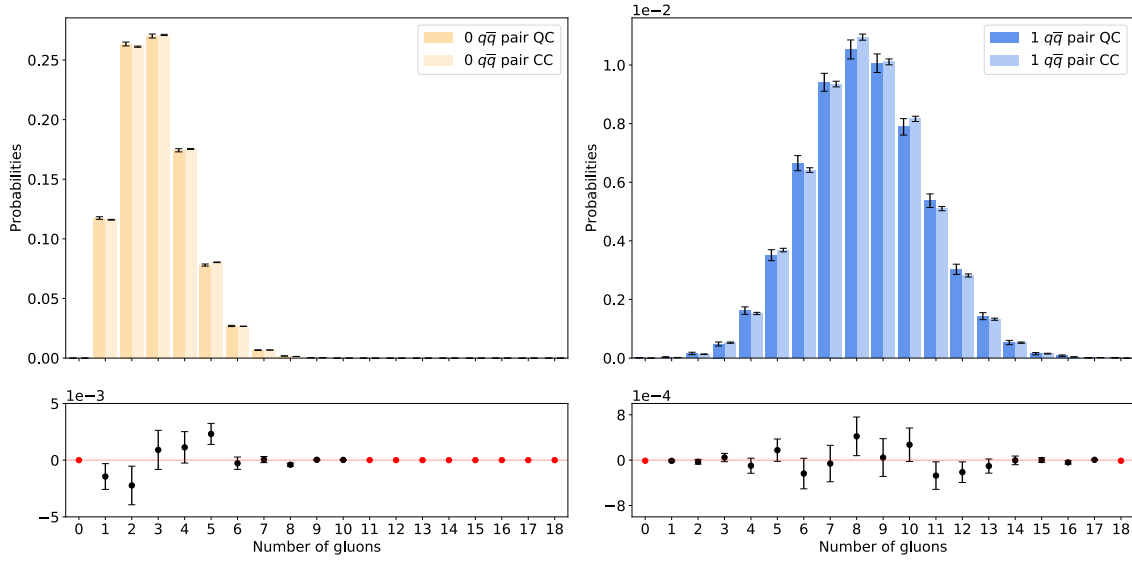 0 qq̅ pair QC
0 qq̅ pair CC
Probabilities
0.25
0.20
0.15
0.10
0.05
0.00
1e−3
5
0
−5
0 1 2 3 4 5 6 7 8 9 10 11 12 13 14 15 16 17 18
Number of gluons
1e−2
1 qq̅ pair QC
1 qq̅ pair CC
Probabilities
1.0
0.8
0.6
0.4
0.2
0.0
1e−4
8
0
−8
0 1 2 3 4 5 6 7 8 9 10 11 12 13 14 15 16 17 18
Number of gluons